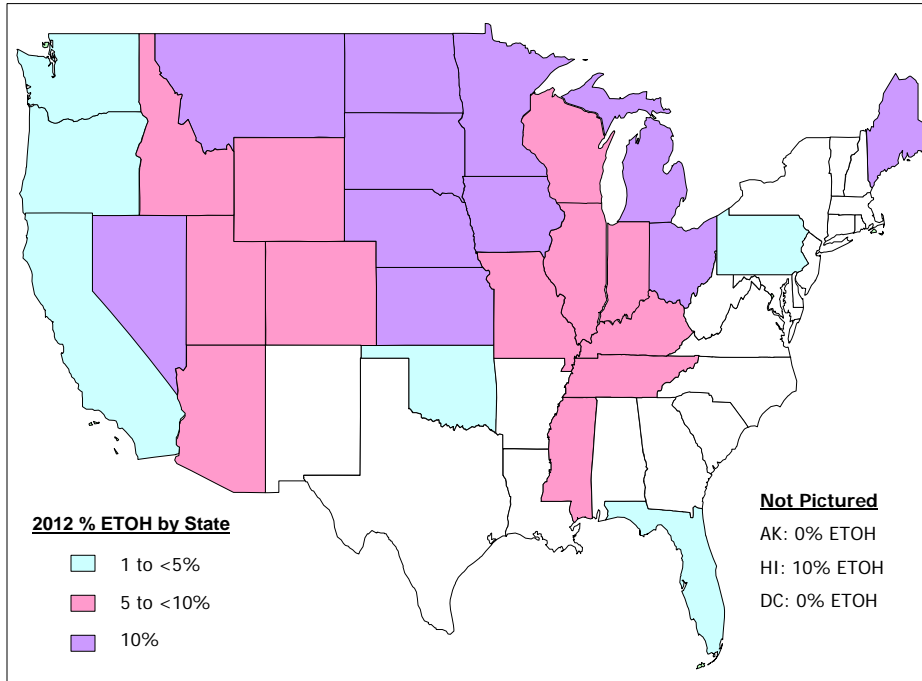 2012 % ETOH by State
1 to <5%
5 to <10%
10%
Not Pictured
AK: 0% ETOH
HI: 10% ETOH
DC: 0% ETOH